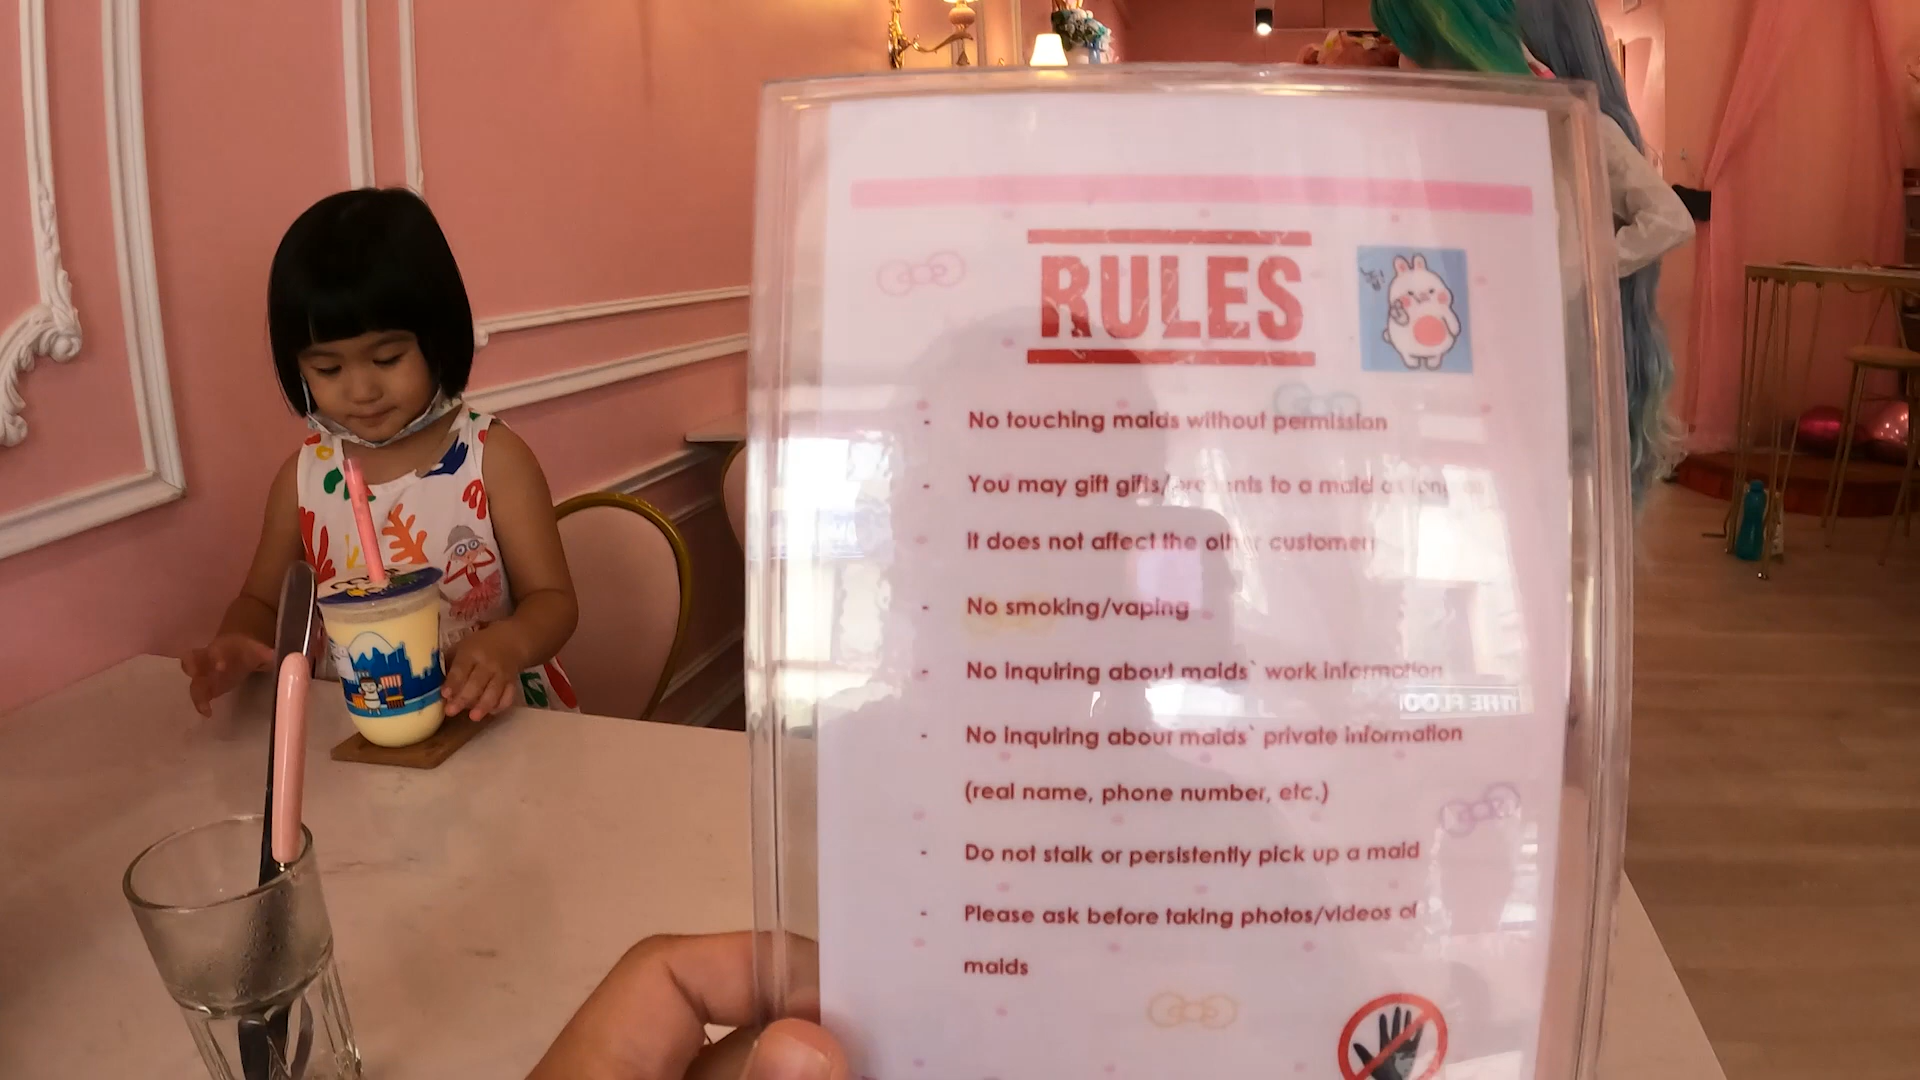 RULES
- No touching maids without permission
- You may gift gifts/presents to a maid as long as
it does not affect the other customers
- No smoking/vaping
- No inquiring about maids` work information
- No inquiring about maids` private information
(real name, phone number, etc.)
- Do not stalk or persistently pick up a maid
- Please ask before taking photos/videos of
maids